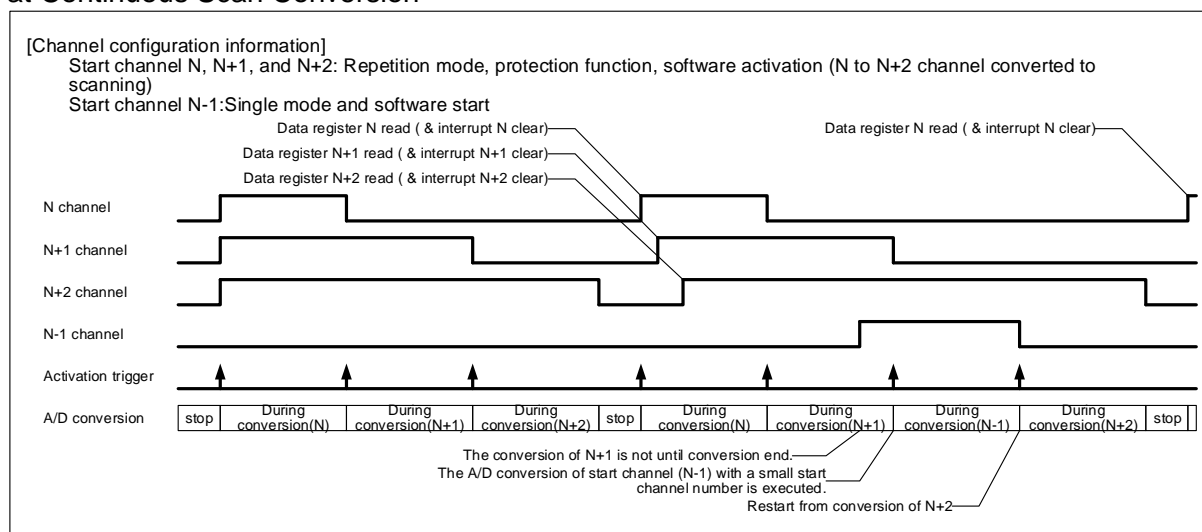 at Continuous Scan Conversion
[Channel configuration information]
Start channel N, N+1, and N+2: Repetition mode, protection function, software activation (N to N+2 channel converted to
scanning)
Start channel N-1:Single mode and software start
Data register N read ( & interrupt N clear)
Data register N read ( & interrupt N clear)
Data register N+1 read ( & interrupt N+1 clear)
Data register N+2 read ( & interrupt N+2 clear)
N channel
N+1 channel
N+2 channel
N-1 channel
Activation trigger
A/D conversion
stop
During
conversion(N)
During
conversion(N+1)
During
conversion(N+2)
stop
During
conversion(N)
During
conversion(N+1)
During
conversion(N-1)
During
conversion(N+2)
stop
The conversion of N+1 is not until conversion end.
The A/D conversion of start channel (N-1) with a small start
channel number is executed.
Restart from conversion of N+2